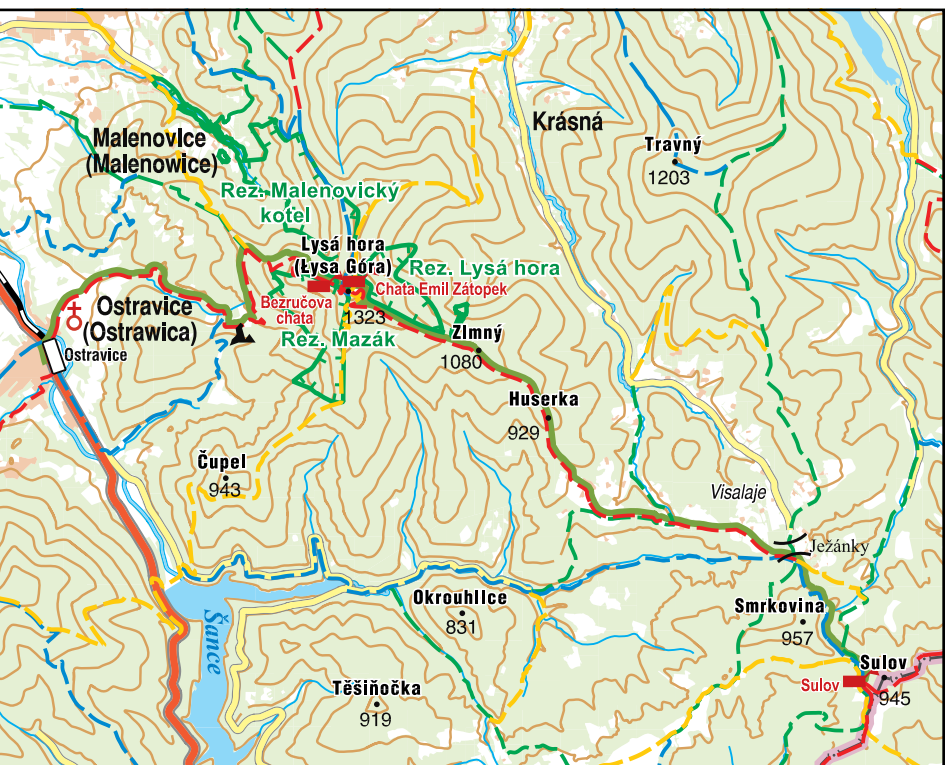 Krásná
Malenovice
(Malenowice)
Travný
1203
Rez. Malenovický
kotel
Lysá hora
(Łysa Góra)
Rez. Lysá hora
Chata Emil Zátopek
Bezručova
chata
1323
Ostravice
(Ostrawica)
Rez. Mazák
Zimný
1080
Ostravice
Huserka
929
Čupel
943
Visalaje
Ježánky
Okrouhlice
831
Smrkovina
957
Šance
Sulov
Sulov
945
Těšiňočka
919